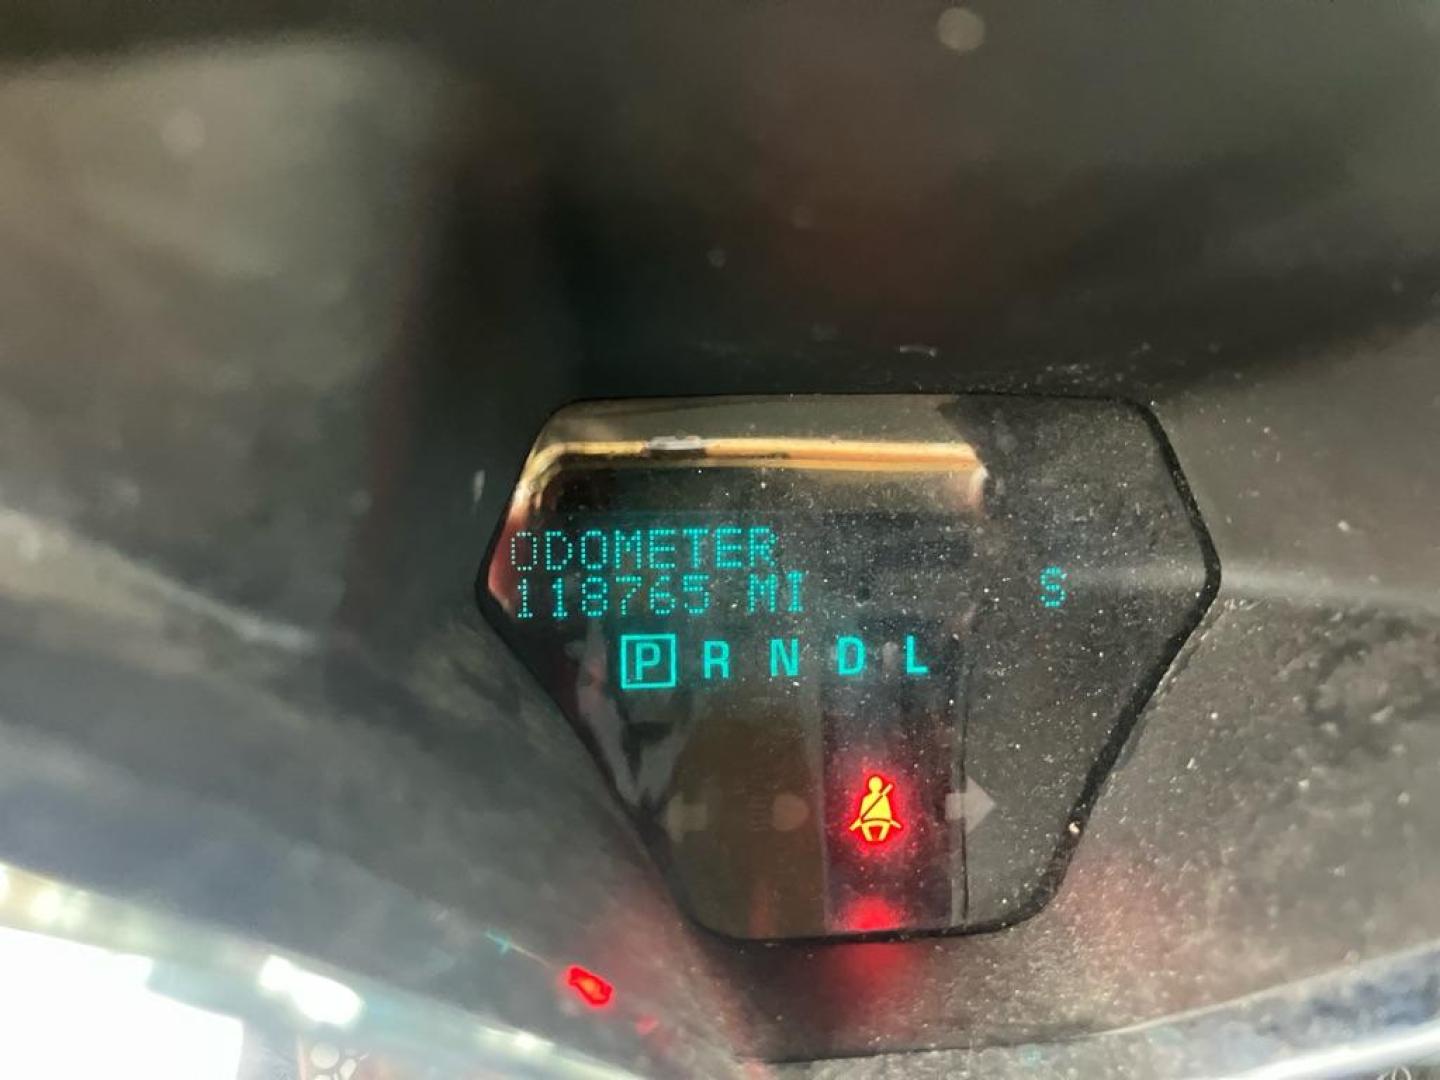 ODOMETER
118765 MI S
P R N D L